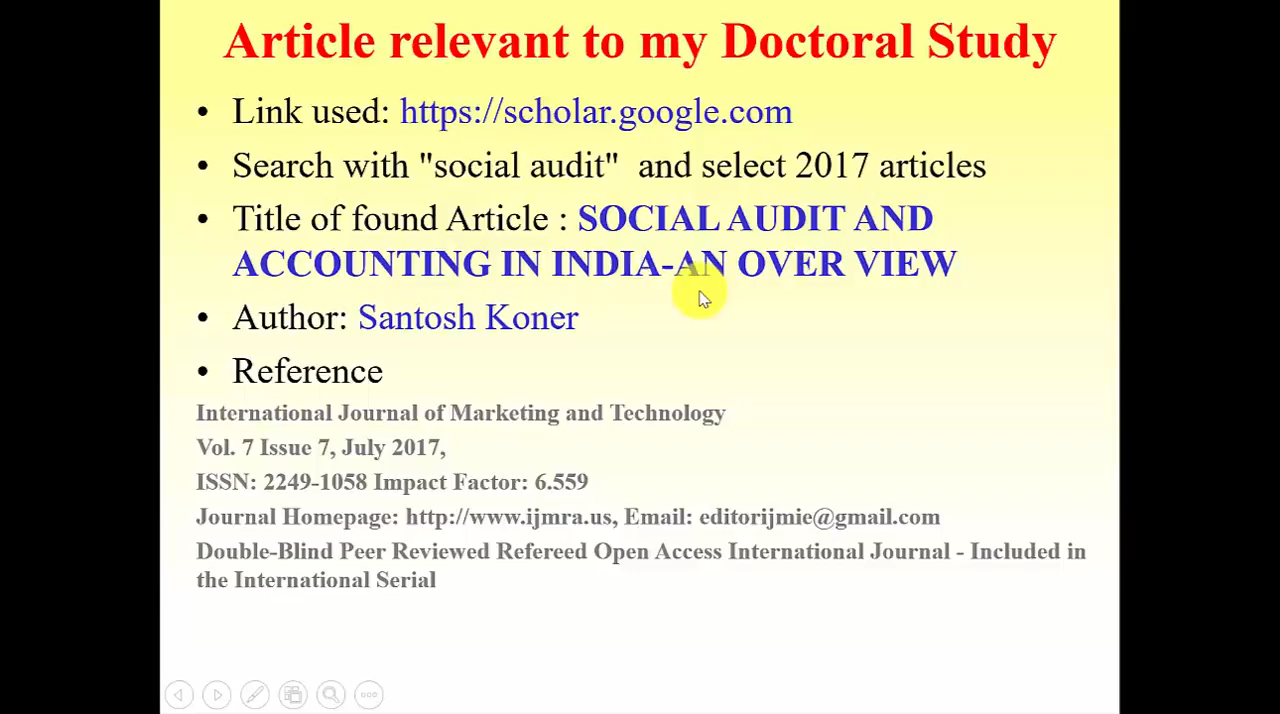 Article relevant to my Doctoral Study
• Link used: https://scholar.google.com
• Search with "social audit"  and select 2017 articles
• Title of found Article : SOCIAL AUDIT AND
ACCOUNTING IN INDIA-AN OVER VIEW
• Author: Santosh Koner
• Reference
International Journal of Marketing and Technology
Vol. 7 Issue 7, July 2017,
ISSN: 2249-1058 Impact Factor: 6.559
Journal Homepage: http://www.ijmra.us, Email: editorijmie@gmail.com
Double-Blind Peer Reviewed Refereed Open Access International Journal - Included in
the International Serial